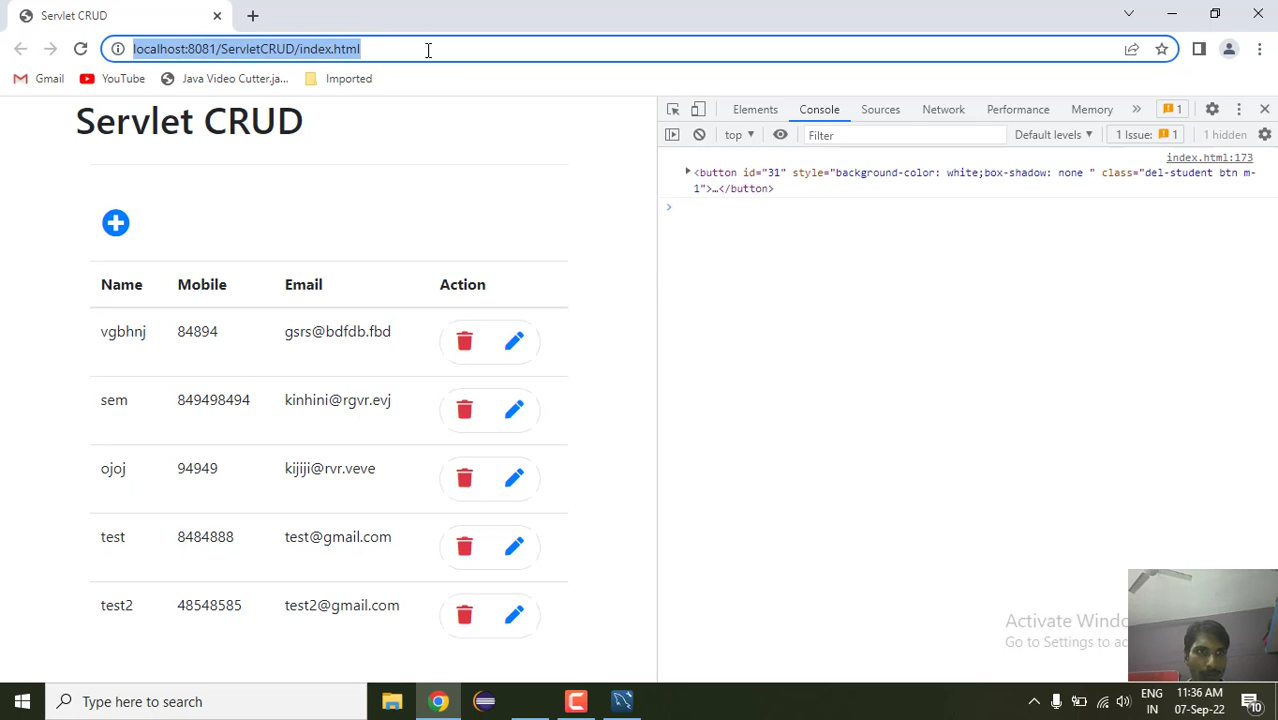 Servlet CRUD
localhost:8081/ServletCRUD/index.html
Gmail
YouTube
Java Video Cutter.ja...
Imported
Servlet CRUD
Name Mobile Email Action
vgbhnj 84894 gsrs@bdfdb.fbd
sem 849498494 kinhini@rgvr.evj
ojoj 94949 kijiji@rvr.veve
test 8484888 test@gmail.com
test2 48548585 test2@gmail.com
Elements Console Sources Network Performance Memory » 1
top Filter Default levels 1 Issue: 1 1 hidden
index.html:173
<button id="31" style="background-color: white;box-shadow: none " class="del-student btn m-
1">…</button>
Activate Windo
Go to Settings to ac
Type here to search
ENG
IN
11:36 AM
07-Sep-22
10